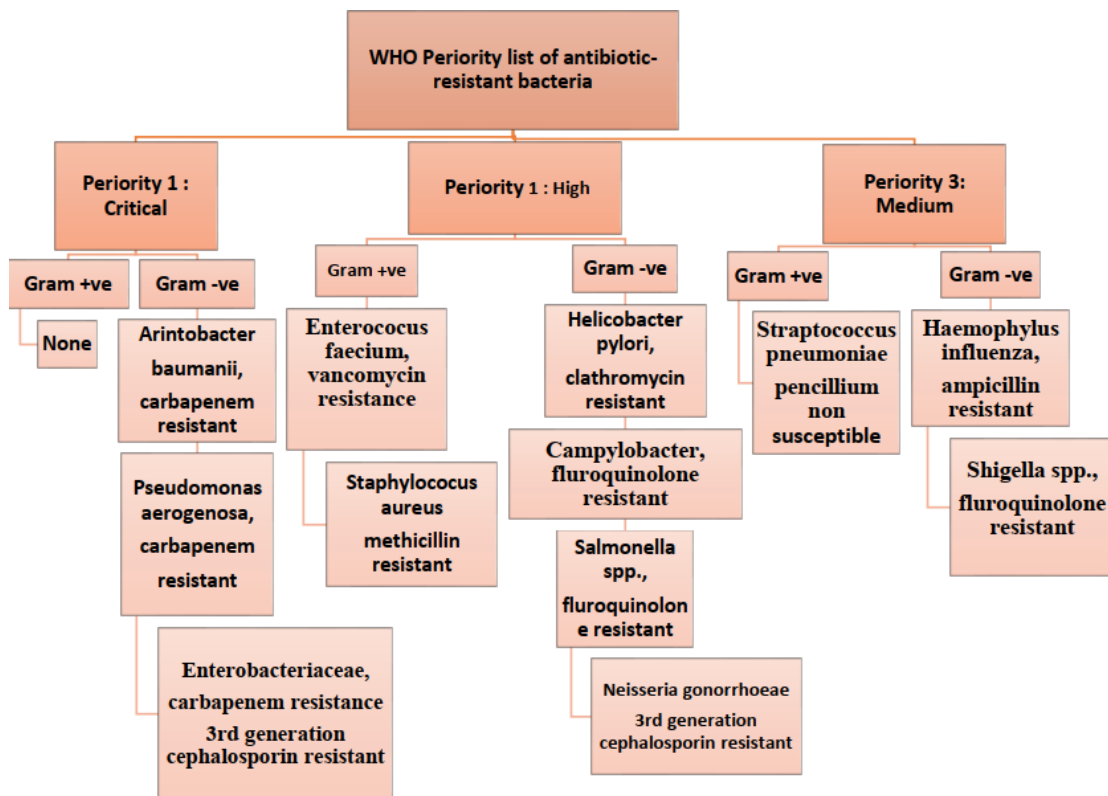 WHO Periority list of antibiotic-
resistant bacteria
Periority 1 :
Critical
Gram +ve
None
Gram -ve
Arintobacter
baumanii,
carbapenem
resistant
Pseudomonas
aerogenosa,
carbapenem
resistant
Enterobacteriaceae,
carbapenem resistance
3rd generation
cephalosporin resistant
Periority 1 : High
Gram +ve
Enterococus
faecium,
vancomycin
resistance
Staphylococus
aureus
methicillin
resistant
Gram -ve
Helicobacter
pylori,
clathromycin
resistant
Campylobacter,
fluroquinolone
resistant
Salmonella
spp.,
fluroquinolon
e resistant
Neisseria gonorrhoeae
3rd generation
cephalosporin resistant
Periority 3:
Medium
Gram +ve
Straptococcus
pneumoniae
pencillium
non
susceptible
Gram -ve
Haemophylus
influenza,
ampicillin
resistant
Shigella spp.,
fluroquinolone
resistant